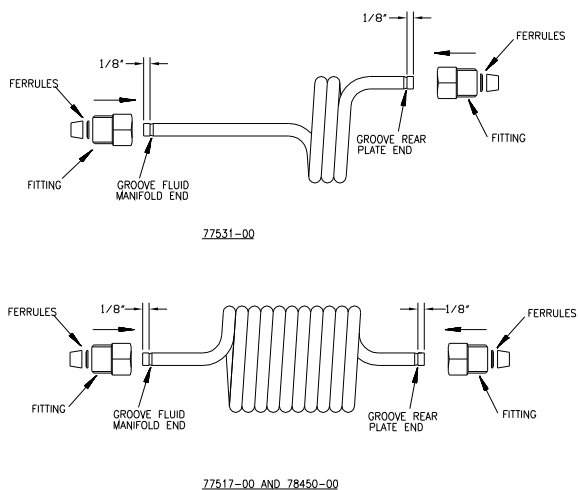 1/8"
FERRULES
1/8"
FERRULES
GROOVE REAR
PLATE END
FITTING
FITTING
GROOVE FLUID
MANIFOLD END
77531-00
FERRULES
1/8"
1/8"
FERRULES
FITTING
GROOVE FLUID
MANIFOLD END
GROOVE REAR
PLATE END
FITTING
77517-00 AND 78450-00